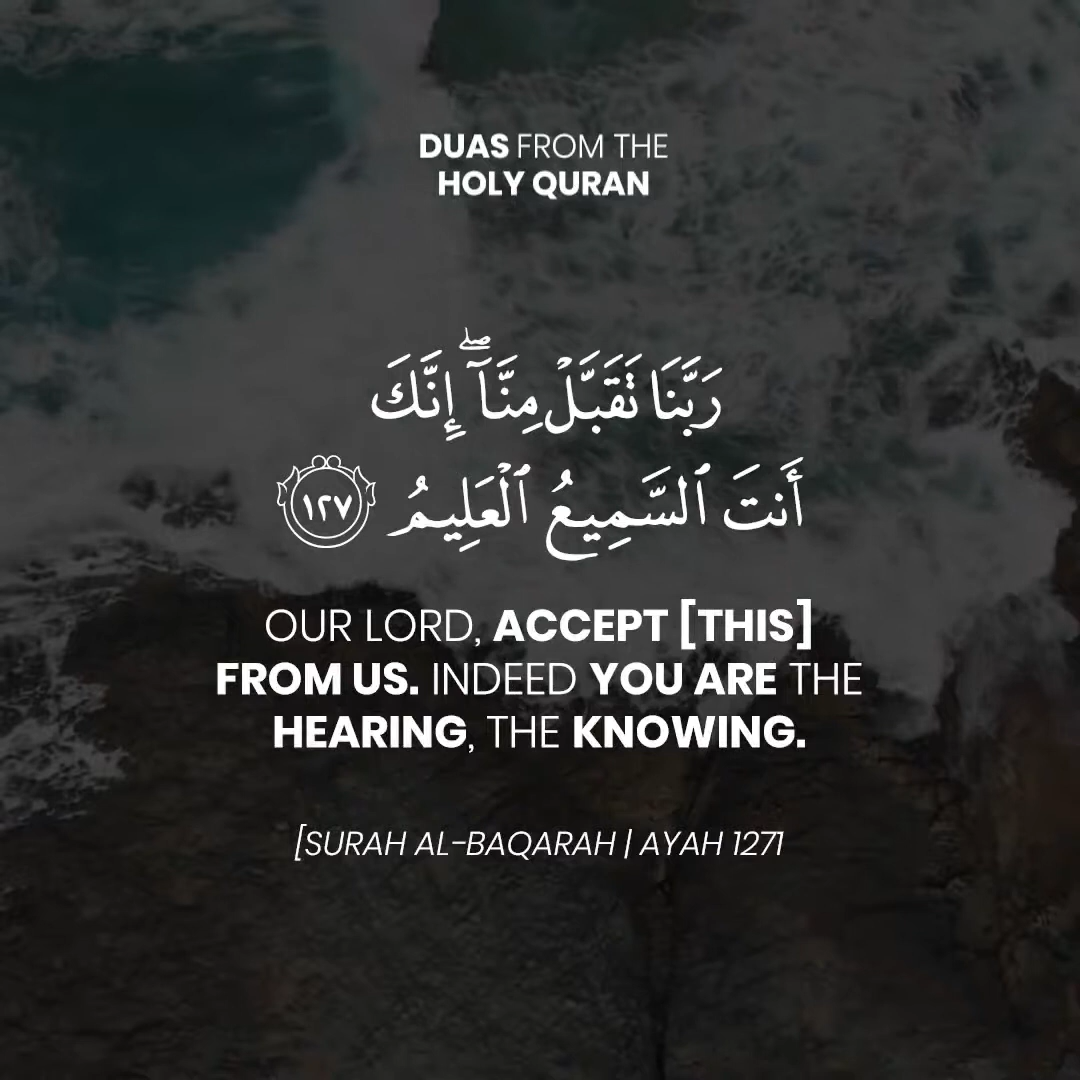 DUAS FROM THE
HOLY QURAN
رَبَّنَا تَقَبَّلْ مِنَّآ ۖ إِنَّكَ
أَنتَ ٱلسَّمِيعُ ٱلْعَلِيمُ ١٢٧
OUR LORD, ACCEPT [THIS]
FROM US. INDEED YOU ARE THE
HEARING, THE KNOWING.
[SURAH AL-BAQARAH | AYAH 1271